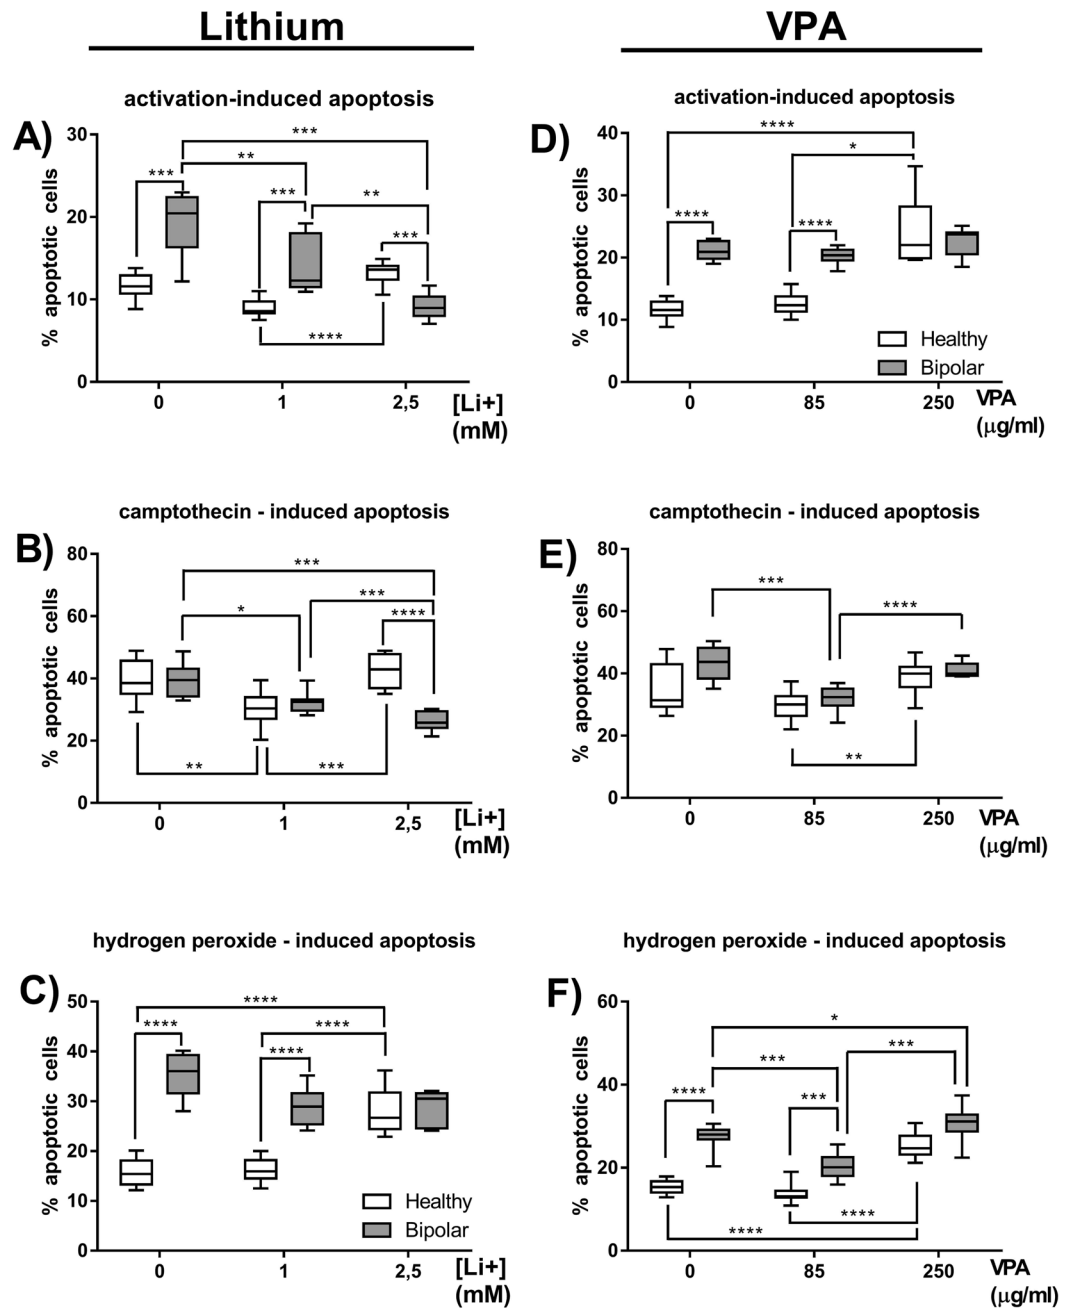 Lithium
VPA
activation-induced apoptosis
A)
% apoptotic cells
30
20
10
0
***
**
***
***
**
***
****
0 1 2,5 [Li+]
(mM)
activation-induced apoptosis
D)
% apoptotic cells
40
30
20
10
0
****
*
****
****
Healthy
Bipolar
0 85 250 VPA
(μg/ml)
camptothecin - induced apoptosis
B)
% apoptotic cells
80
60
40
20
0
***
***
*
****
**
***
0 1 2,5 [Li+]
(mM)
camptothecin - induced apoptosis
E)
% apoptotic cells
80
60
40
20
0
***
****
**
0 85 250 VPA
(μg/ml)
hydrogen peroxide - induced apoptosis
C)
% apoptotic cells
50
40
30
20
10
0
****
****
****
****
Healthy
Bipolar
0 1 2,5 [Li+]
(mM)
hydrogen peroxide - induced apoptosis
F)
% apoptotic cells
60
40
20
0
*
***
***
****
***
****
****
0 85 250 VPA
(μg/ml)